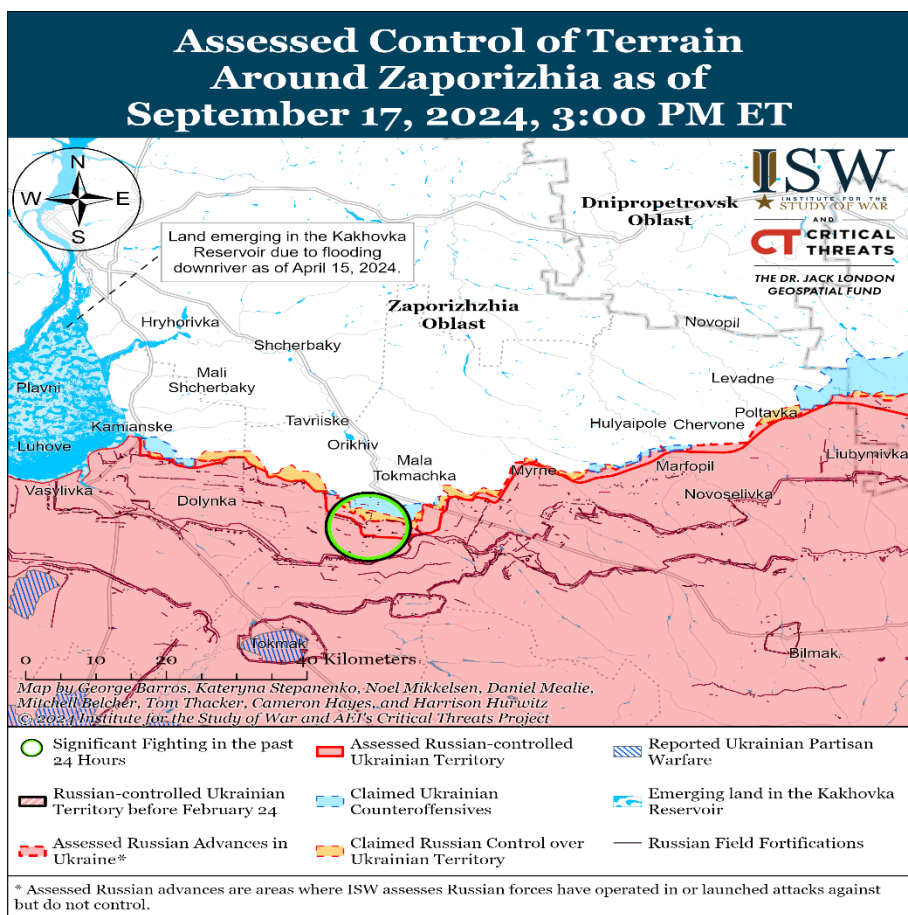 Assessed Control of Terrain
Around Zaporizhia as of
September 17, 2024, 3:00 PM ET
N
W
E
S
ISW
INSTITUTE FOR THE
STUDY OF WAR
AND
CT CRITICAL
THREATS
THE DR. JACK LONDON
GEOSPATIAL FUND
Dnipropetrovsk
Oblast
Land emerging in the Kakhovka
Reservoir due to flooding
downriver as of April 15, 2024.
Zaporizhzhia
Oblast
Hryhorivka
Novopil
Shcherbaky
Mali
Shcherbaky
Levadne
Plavni
Tavriiske
Poltavka
Kamianske
Hulyaipole
Chervone
Orikhiv
Luhove
Mala
Tokmachka
Myrne
Marfopil
Liubymivka
Vasylivka
Dolynka
Novoselivka
Tokmak
Bilmak
0 20 40 Kilometers
Map by George Barros, Kateryna Stepanenko, Noel Mikkelsen, Daniel Mealie,
Mitchell Belcher, Tom Thacker, Cameron Hayes, and Harrison Hurwitz
© 2024 Institute for the Study of War and AEI's Critical Threats Project
Significant Fighting in the past
24 Hours
Assessed Russian-controlled
Ukrainian Territory
Reported Ukrainian Partisan
Warfare
Russian-controlled Ukrainian
Territory before February 24
Claimed Ukrainian
Counteroffensives
Emerging land in the Kakhovka
Reservoir
Assessed Russian Advances in
Ukraine*
Claimed Russian Control over
Ukrainian Territory
Russian Field Fortifications
* Assessed Russian advances are areas where ISW assesses Russian forces have operated in or launched attacks against
but do not control.